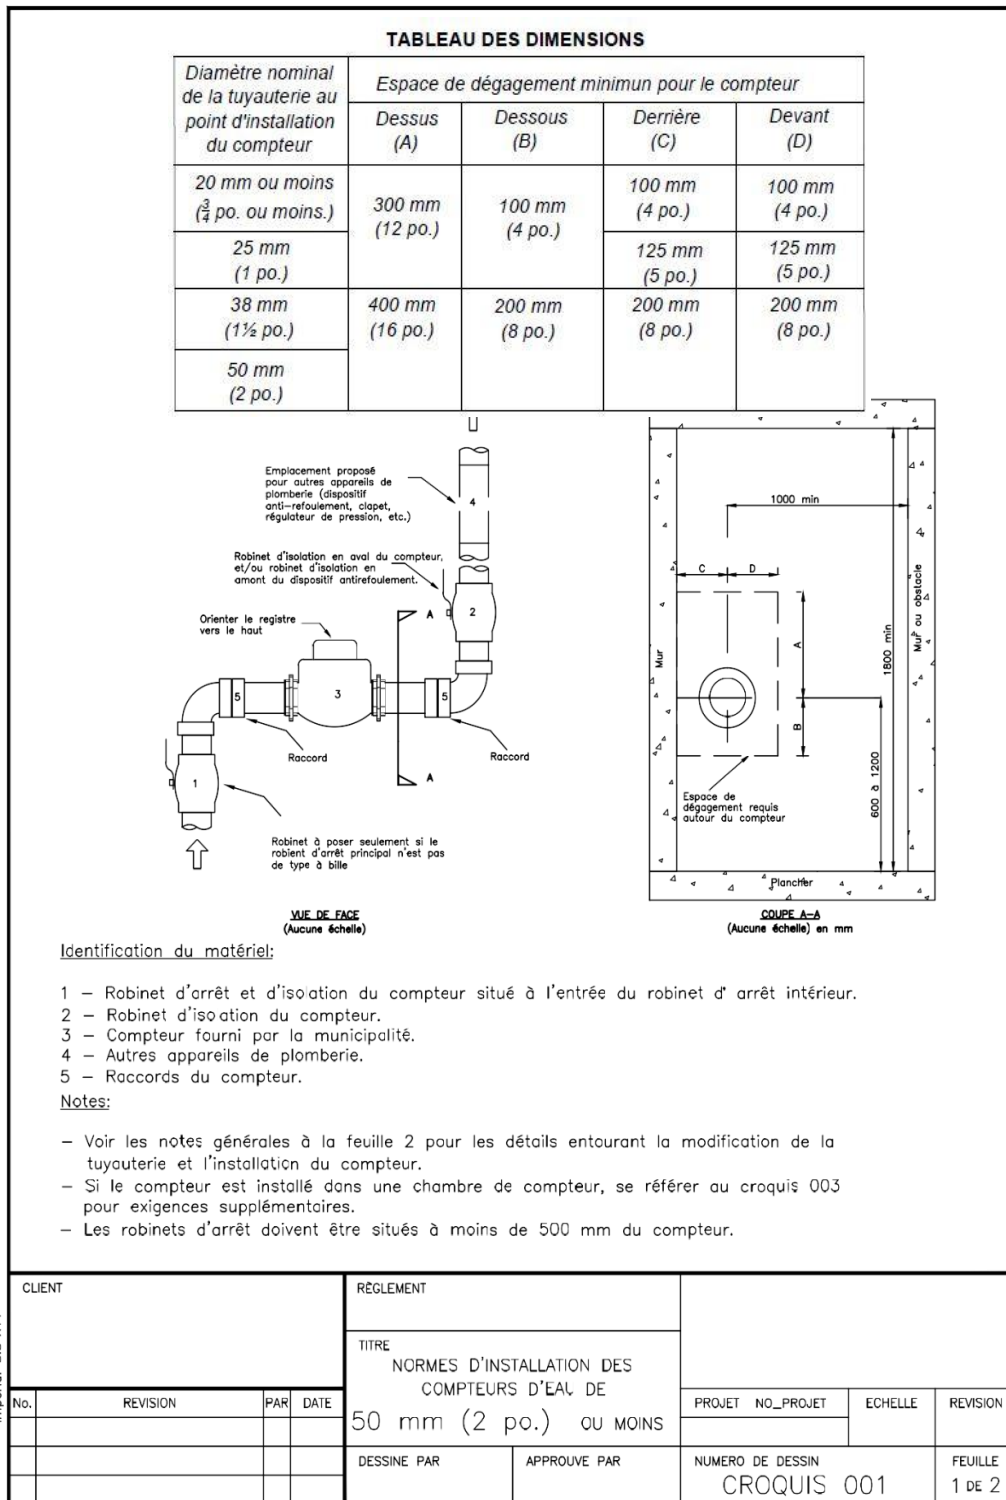 TABLEAU DES DIMENSIONS
Diamètre nominal
de la tuyauterie au
point d'installation
du compteur
Espace de dégagement minimun pour le compteur
Dessus
(A)
Dessous
(B)
Derrière
(C)
Devant
(D)
20 mm ou moins
(¾ po. ou moins.)
300 mm
(12 po.)
100 mm
(4 po.)
100 mm
(4 po.)
100 mm
(4 po.)
25 mm
(1 po.)
125 mm
(5 po.)
125 mm
(5 po.)
38 mm
(1½ po.)
400 mm
(16 po.)
200 mm
(8 po.)
200 mm
(8 po.)
200 mm
(8 po.)
50 mm
(2 po.)
Emplacement proposé
pour autres appareils de
plomberie (dispositif
anti-refoulement, clapet,
régulateur de pression, etc.)
4
Robinet d'isolation en aval du compteur,
et/ou robinet d'isolation en
amont du dispositif antirefoulement.
Orienter le registre
vers le haut
A
2
5
3
5
Raccord
Raccord
A
1
Robinet à poser seulement si le
robient d'arrêt principal n'est pas
de type à bille
VUE DE FACE
(Aucune échelle)
1000 min
C
D
A
B
Mur
Mur ou obstacle
1800 min
600 à 1200
Espace de
dégagement requis
autour du compteur
Plancher
COUPE A-A
(Aucune échelle) en mm
Identification du matériel:
1 – Robinet d'arrêt et d'isolation du compteur situé à l'entrée du robinet d' arrêt intérieur.
2 – Robinet d'isolation du compteur.
3 – Compteur fourni par la municipalité.
4 – Autres appareils de plomberie.
5 – Raccords du compteur.
Notes:
– Voir les notes générales à la feuille 2 pour les détails entourant la modification de la
tuyauterie et l'installation du compteur.
– Si le compteur est installé dans une chambre de compteur, se référer au croquis 003
pour exigences supplémentaires.
– Les robinets d'arrêt doivent être situés à moins de 500 mm du compteur.
CLIENT
RÈGLEMENT
TITRE
NORMES D'INSTALLATION DES
COMPTEURS D'EAU DE
50 mm (2 po.) OU MOINS
No.
REVISION
PAR
DATE
PROJET NO_PROJET
ECHELLE
REVISION
DESSINE PAR
APPROUVE PAR
NUMERO DE DESSIN
CROQUIS 001
FEUILLE
1 DE 2